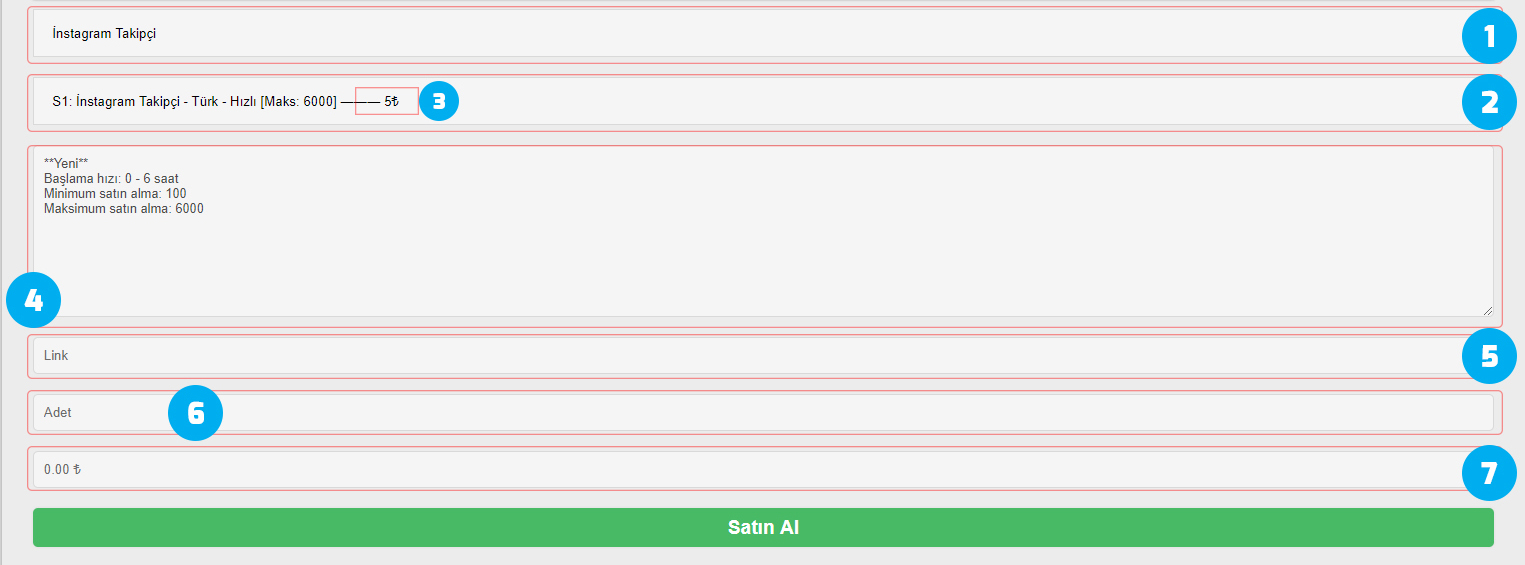 İnstagram Takipçi
1
S1: İnstagram Takipçi - Türk - Hızlı [Maks: 6000] ——— 5₺
3
2
**Yeni**
Başlama hızı: 0 - 6 saat
Minimum satın alma: 100
Maksimum satın alma: 6000
4
Link
5
Adet
6
0.00 ₺
7
Satın Al